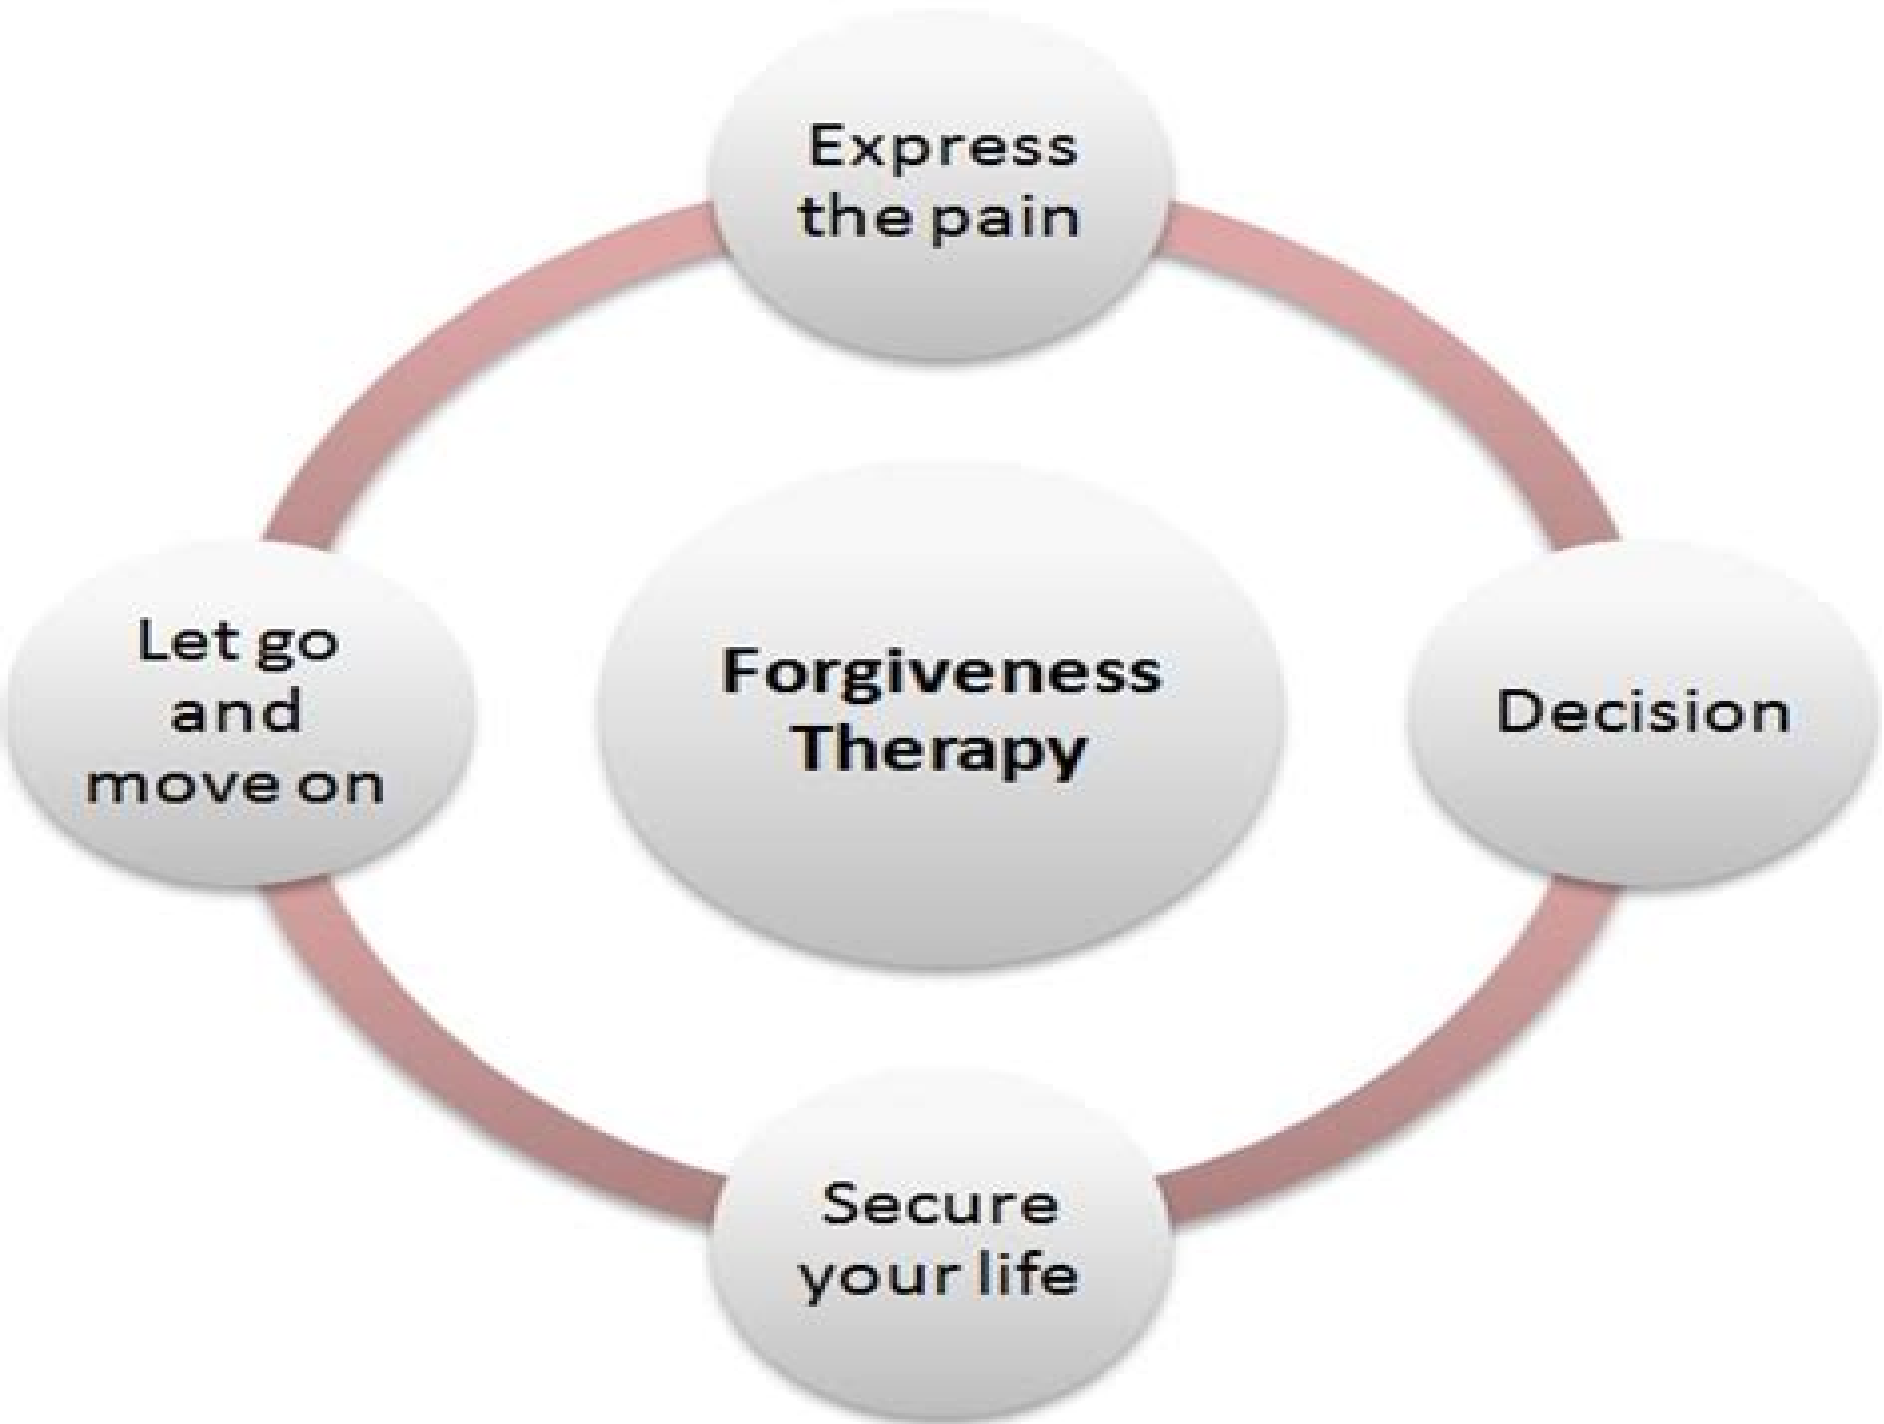 Express
the pain
Let go
and
move on
Forgiveness
Therapy
Decision
Secure
your life